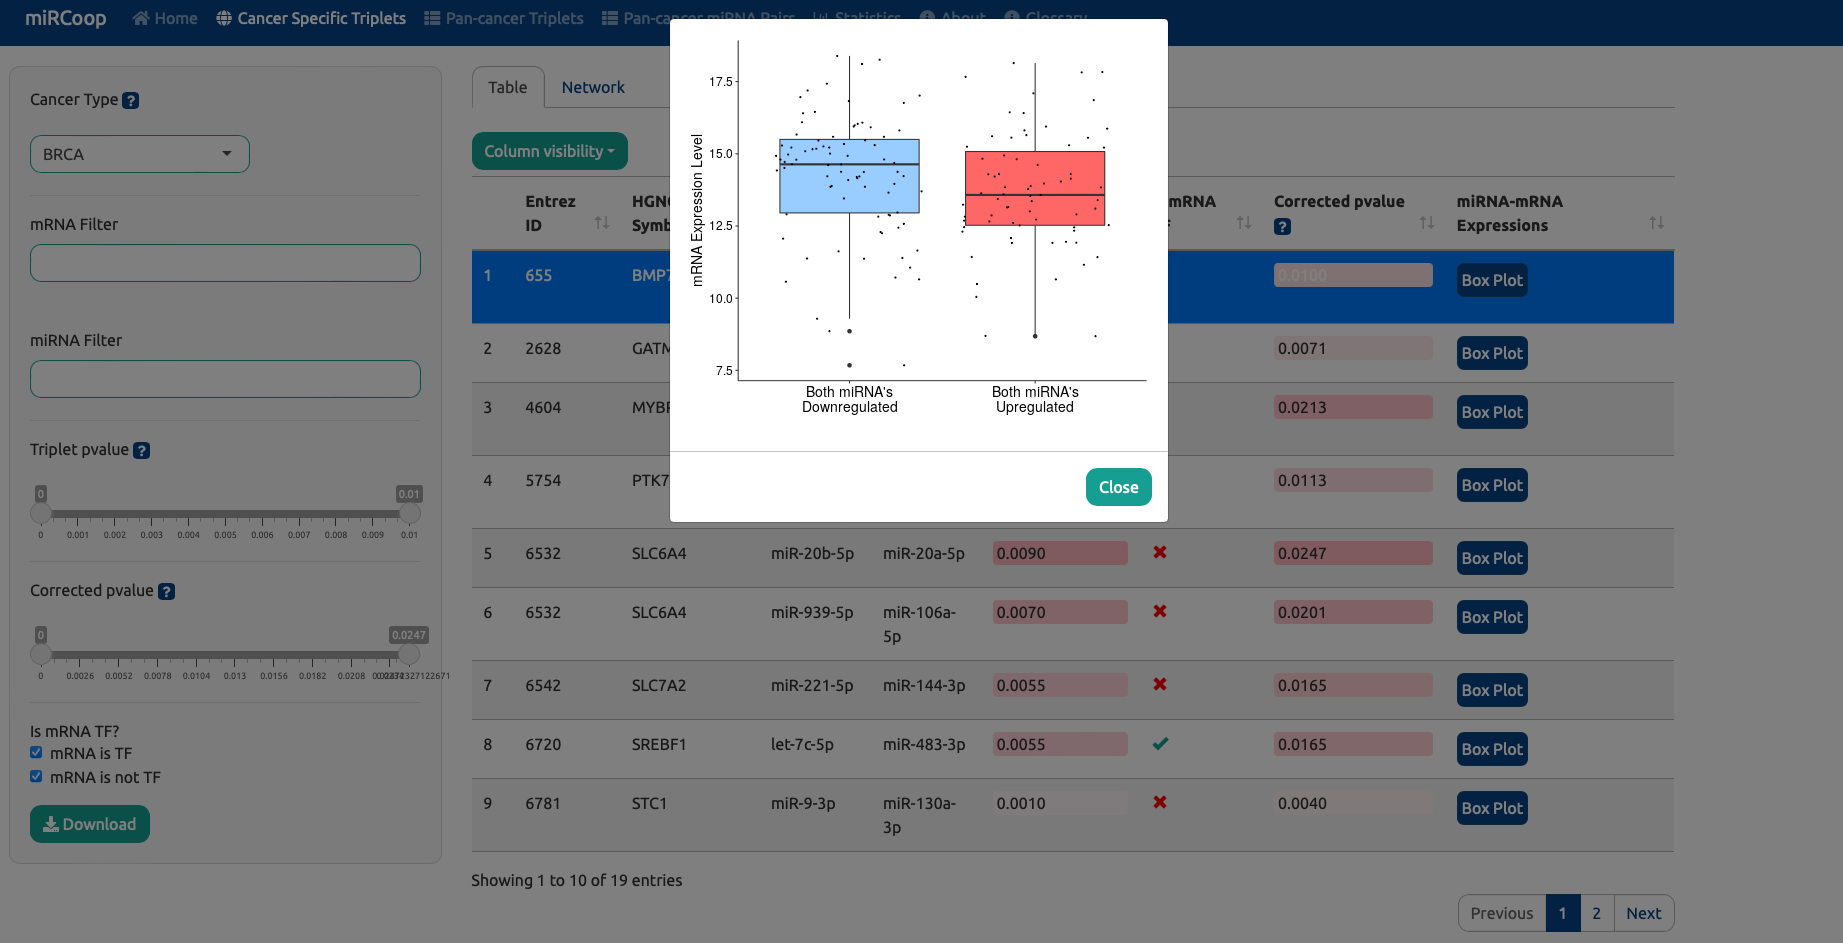 miRCoop Home Cancer Specific Triplets Pan-cancer Triplets Pan-cancer miRNA Pairs Statistics About Glossary
Cancer Type ?
BRCA
mRNA Filter
miRNA Filter
Triplet pvalue ?
0 0.01
0 0.001 0.002 0.003 0.004 0.005 0.006 0.007 0.008 0.009 0.01
Corrected pvalue ?
0 0.0247
0 0.0026 0.0052 0.0078 0.0104 0.013 0.0156 0.0182 0.0208
Is mRNA TF?
mRNA is TF
mRNA is not TF
Download
Table Network
Column visibility
Entrez ID HGNC mRNA Corrected pvalue ? miRNA-mRNA Expressions
1 655 BMP7 0.0100 Box Plot
2 2628 GATM 0.0071 Box Plot
3 4604 0.0213 Box Plot
4 5754 PTK7 0.0113 Box Plot
5 6532 SLC6A4 miR-20b-5p miR-20a-5p 0.0090 ✖ 0.0247 Box Plot
6 6532 SLC6A4 miR-939-5p miR-106a-5p 0.0070 ✖ 0.0201 Box Plot
7 6542 SLC7A2 miR-221-5p miR-144-3p 0.0055 ✖ 0.0165 Box Plot
8 6720 SREBF1 let-7c-5p miR-483-3p 0.0055 ✔ 0.0165 Box Plot
9 6781 STC1 miR-9-3p miR-130a-3p 0.0010 ✖ 0.0040 Box Plot
Showing 1 to 10 of 19 entries
Previous 1 2 Next
mRNA Expression Level
17.5
15.0
12.5
10.0
7.5
Both miRNA's
Downregulated
Both miRNA's
Upregulated
Close